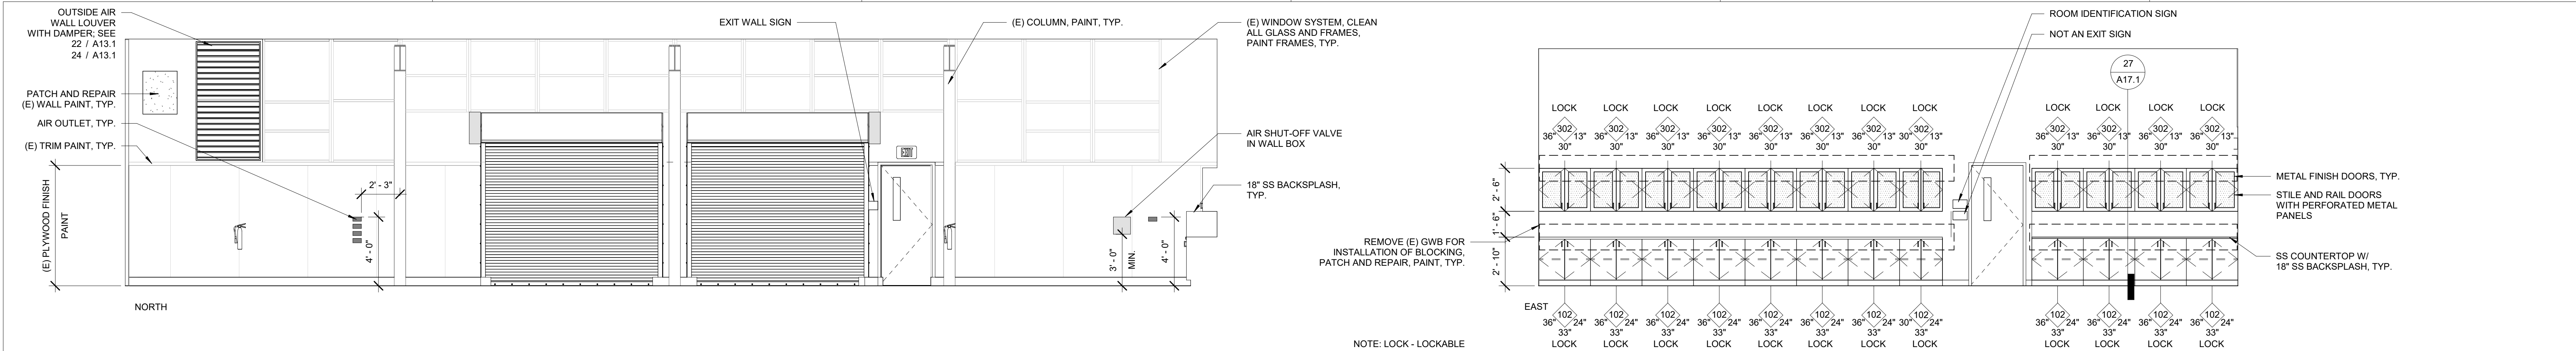 OUTSIDE AIR
WALL LOUVER
WITH DAMPER; SEE
22 / A13.1
24 / A13.1
PATCH AND REPAIR
(E) WALL PAINT, TYP.
AIR OUTLET, TYP.
(E) TRIM PAINT, TYP.
(E) PLYWOOD FINISH
PAINT
2' - 3"
4' - 0"
NORTH
EXIT WALL SIGN
(E) COLUMN, PAINT, TYP.
(E) WINDOW SYSTEM, CLEAN
ALL GLASS AND FRAMES,
PAINT FRAMES, TYP.
EXIT
AIR SHUT-OFF VALVE
IN WALL BOX
18" SS BACKSPLASH,
TYP.
3' - 0"
MIN.
4' - 0"
ROOM IDENTIFICATION SIGN
NOT AN EXIT SIGN
27
A17.1
LOCK LOCK LOCK LOCK LOCK LOCK LOCK LOCK LOCK LOCK LOCK LOCK
302 302 302 302 302 302 302 302 302 302 302 302
36" 13" 36" 13" 36" 13" 36" 13" 36" 13" 36" 13" 36" 13" 30" 13" 36" 13" 36" 13" 36" 13" 36" 13"
30" 30" 30" 30" 30" 30" 30" 30" 30" 30" 30" 30"
2' - 6"
1' - 6"
2' - 10"
METAL FINISH DOORS, TYP.
STILE AND RAIL DOORS
WITH PERFORATED METAL
PANELS
REMOVE (E) GWB FOR
INSTALLATION OF BLOCKING,
PATCH AND REPAIR, PAINT, TYP.
SS COUNTERTOP W/
18" SS BACKSPLASH, TYP.
EAST
102 102 102 102 102 102 102 102 102 102 102 102
36" 24" 36" 24" 36" 24" 36" 24" 36" 24" 36" 24" 36" 24" 30" 24" 36" 24" 36" 24" 36" 24" 36" 24"
33" 33" 33" 33" 33" 33" 33" 33" 33" 33" 33" 33"
LOCK LOCK LOCK LOCK LOCK LOCK LOCK LOCK LOCK LOCK LOCK LOCK
NOTE: LOCK - LOCKABLE